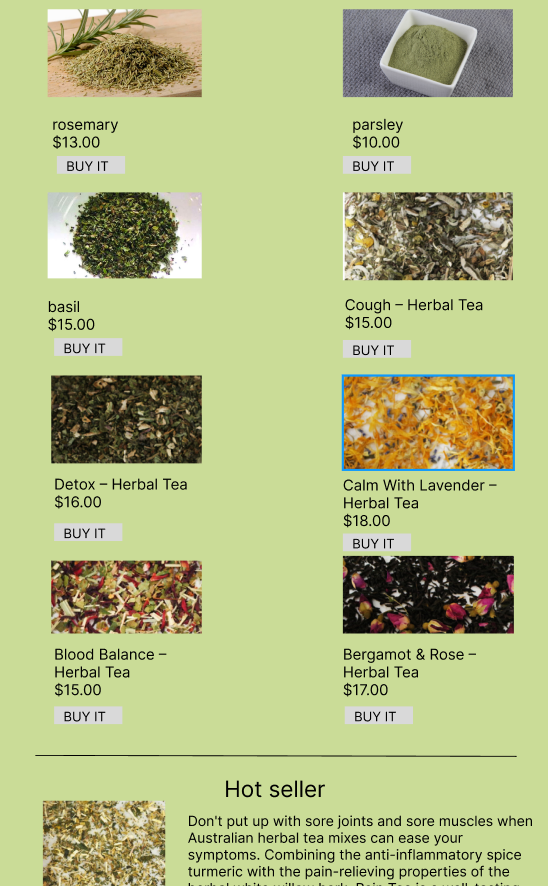 rosemary
$13.00
BUY IT
parsley
$10.00
BUY IT
basil
$15.00
BUY IT
Cough – Herbal Tea
$15.00
BUY IT
Detox – Herbal Tea
$16.00
BUY IT
Calm With Lavender –
Herbal Tea
$18.00
BUY IT
Blood Balance –
Herbal Tea
$15.00
BUY IT
Bergamot & Rose –
Herbal Tea
$17.00
BUY IT
Hot seller
Don't put up with sore joints and sore muscles when
Australian herbal tea mixes can ease your
symptoms. Combining the anti-inflammatory spice
turmeric with the pain-relieving properties of the